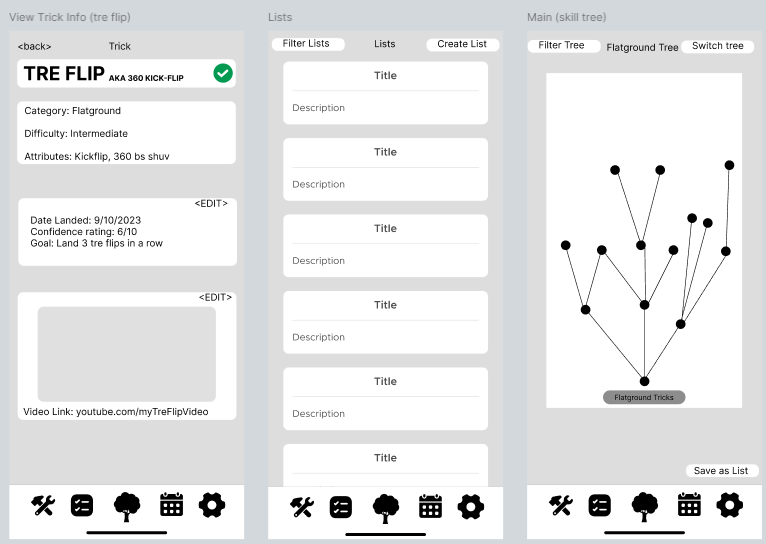 View Trick Info (tre flip)
<back>
Trick
TRE FLIP AKA 360 KICK-FLIP
Category: Flatground
Difficulty: Intermediate
Attributes: Kickflip, 360 bs shuv
<EDIT>
Date Landed: 9/10/2023
Confidence rating: 6/10
Goal: Land 3 tre flips in a row
<EDIT>
Video Link: youtube.com/myTreFlipVideo
Lists
Filter Lists
Lists
Create List
Title
Description
Title
Description
Title
Description
Title
Description
Title
Description
Title
Main (skill tree)
Filter Tree
Flatground Tree
Switch tree
Flatground Tricks
Save as List